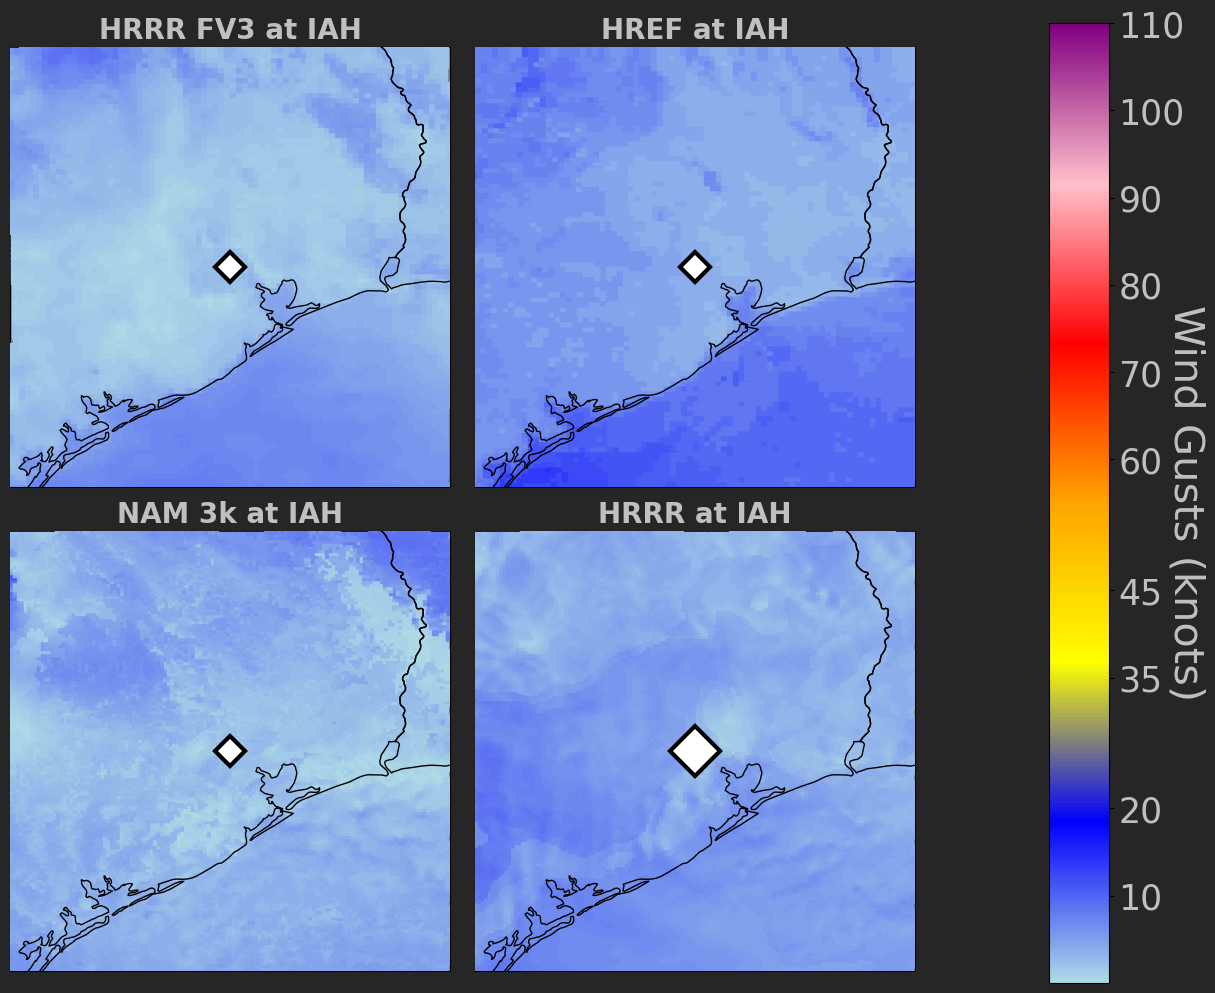 HRRR FV3 at IAH
HREF at IAH
NAM 3k at IAH
HRRR at IAH
110
100
90
80
70
60
45
35
20
10
Wind Gusts (knots)